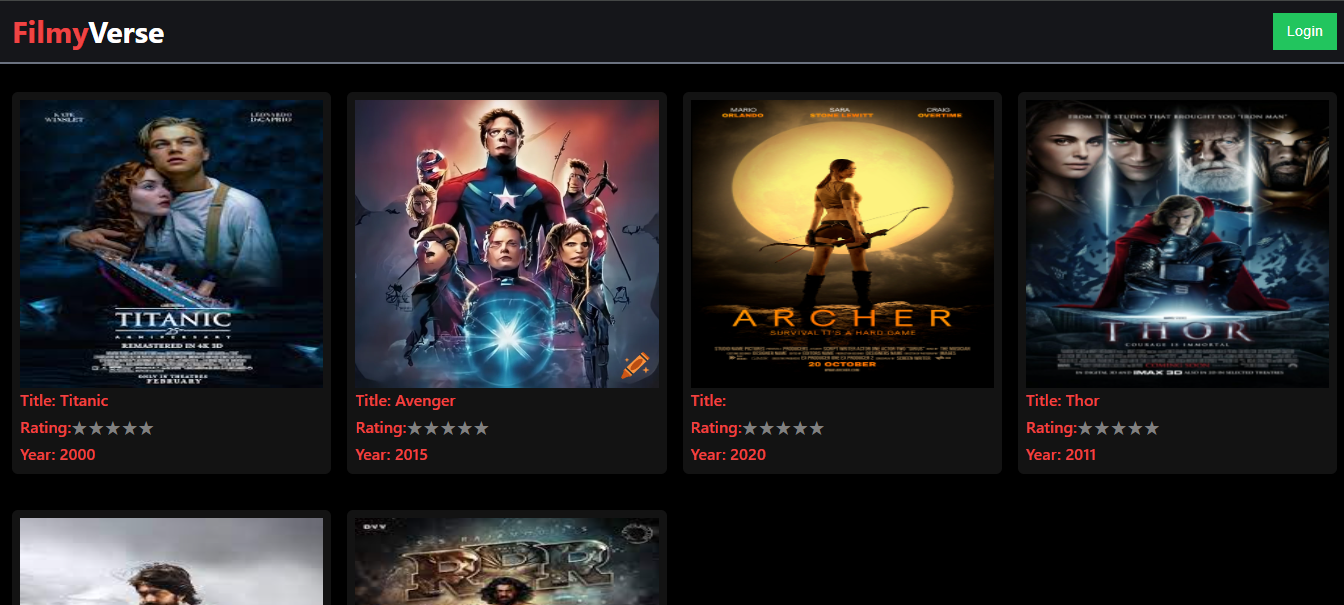 FilmyVerse
Login
KATE
WINSLET
LEONARDO
DiCAPRIO
TITANIC
25
ANNIVERSARY
REMASTERED IN 4K 3D
ONLY IN THEATRES
FEBRUARY
Title: Titanic
Rating:★★★★★
Year: 2000
Title: Avenger
Rating:★★★★★
Year: 2015
MARIO
ORLANDO
SARA
STONE LEWITT
CRAIG
OVERTIME
ARCHER
SURVIVAL IT'S A HARD GAME
20 OCTOBER
Title:
Rating:★★★★★
Year: 2020
FROM THE STUDIO THAT BROUGHT YOU 'IRON MAN'
THOR
COURAGE IS IMMORTAL
IMAX 3D
Title: Thor
Rating:★★★★★
Year: 2011
DVV
RRR